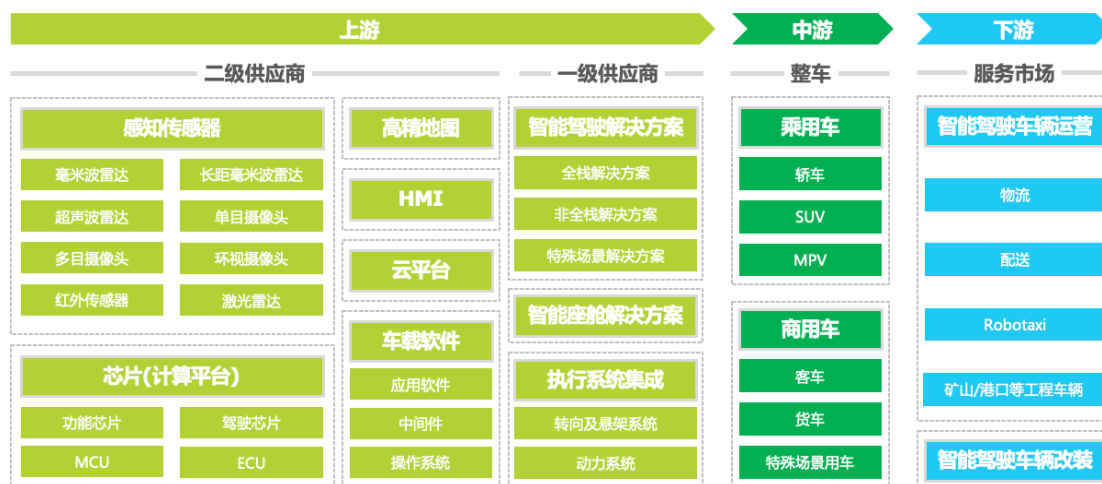 上游
中游
下游
二级供应商
一级供应商
整车
服务市场
感知传感器
毫米波雷达
长距毫米波雷达
超声波雷达
单目摄像头
多目摄像头
环视摄像头
红外传感器
激光雷达
芯片(计算平台)
功能芯片
驾驶芯片
MCU
ECU
高精地图
HMI
云平台
车载软件
应用软件
中间件
操作系统
智能驾驶解决方案
全栈解决方案
非全栈解决方案
特殊场景解决方案
智能座舱解决方案
执行系统集成
转向及悬架系统
动力系统
乘用车
轿车
SUV
MPV
商用车
客车
货车
特殊场景用车
智能驾驶车辆运营
物流
配送
Robotaxi
矿山/港口等工程车辆
智能驾驶车辆改装